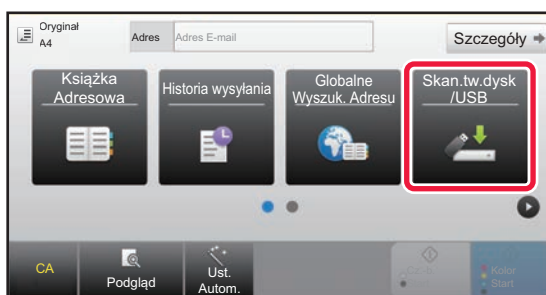 Oryginał
A4
Adres
Adres E-mail
Szczegóły
Książka
Adresowa
Historia wysyłania
Globalne
Wyszuk. Adresu
Skan.tw.dysk
/USB
CA
Podgląd
Ust.
Autom.
Kolor
Start